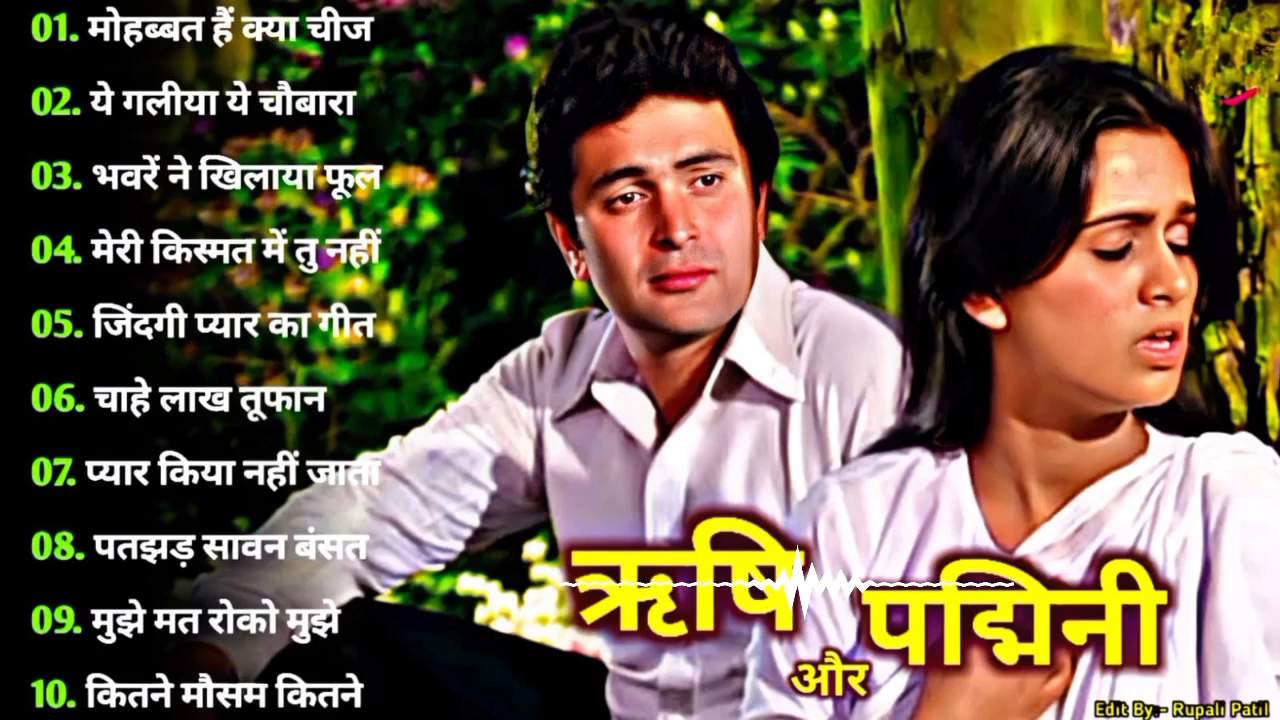 01. मोहब्बत हैं क्या चीज
02. ये गलीया ये चौबारा
03. भवरें ने खिलाया फूल
04. मेरी किस्मत में तु नहीं
05. जिंदगी प्यार का गीत
06. चाहे लाख तूफान
07. प्यार किया नहीं जाता
08. पतझड़ सावन बंसत
09. मुझे मत रोको मुझे
10. कितने मौसम कितने
ऋषि
और
पद्मिनी
Edit By:- Rupali Patil